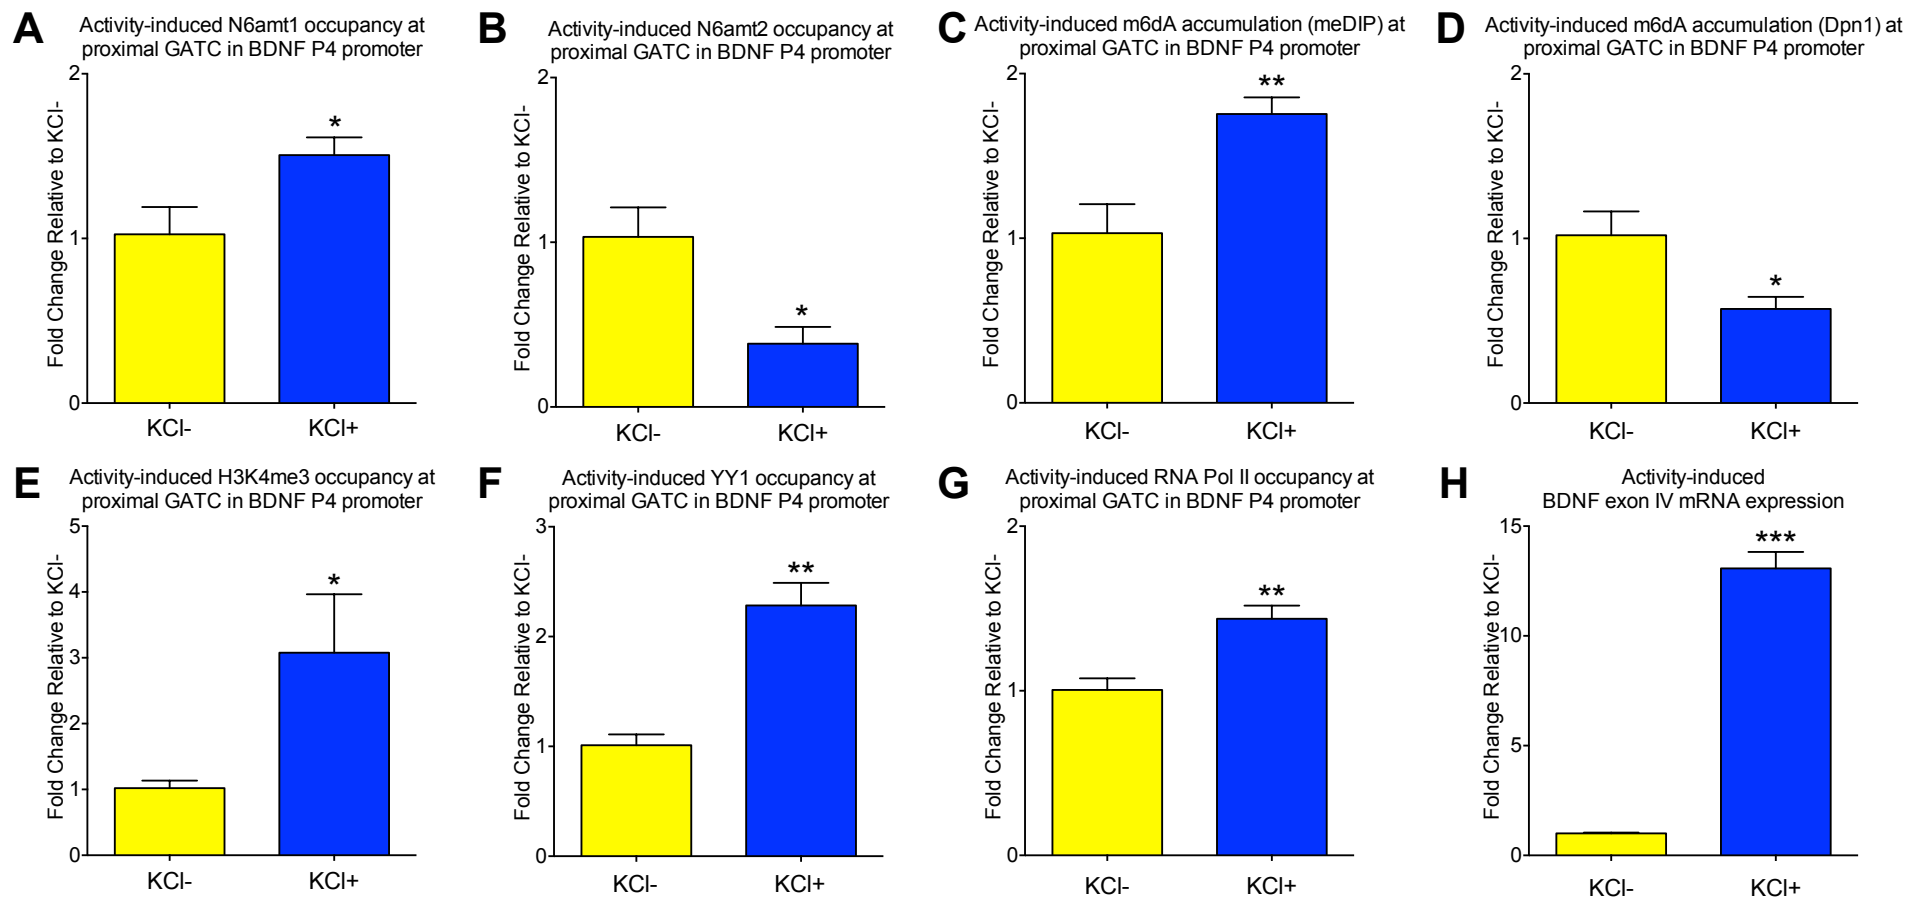 A
Activity-induced N6amt1 occupancy at
proximal GATC in BDNF P4 promoter
Fold Change Relative to KCl-
2
1
0
*
KCl-
KCl+
B
Activity-induced N6amt2 occupancy at
proximal GATC in BDNF P4 promoter
Fold Change Relative to KCl-
2
1
0
*
KCl-
KCl+
C
Activity-induced m6dA accumulation (meDIP) at
proximal GATC in BDNF P4 promoter
Fold Change Relative to KCl-
2
1
0
**
KCl-
KCl+
D
Activity-induced m6dA accumulation (Dpn1) at
proximal GATC in BDNF P4 promoter
Fold Change Relative to KCl-
2
1
0
*
KCl-
KCl+
E
Activity-induced H3K4me3 occupancy at
proximal GATC in BDNF P4 promoter
Fold Change Relative to KCl-
5
4
3
2
1
0
*
KCl-
KCl+
F
Activity-induced YY1 occupancy at
proximal GATC in BDNF P4 promoter
Fold Change Relative to KCl-
3
2
1
0
**
KCl-
KCl+
G
Activity-induced RNA Pol II occupancy at
proximal GATC in BDNF P4 promoter
Fold Change Relative to KCl-
2
1
0
**
KCl-
KCl+
H
Activity-induced
BDNF exon IV mRNA expression
Fold Change Relative to KCl-
15
10
5
0
***
KCl-
KCl+